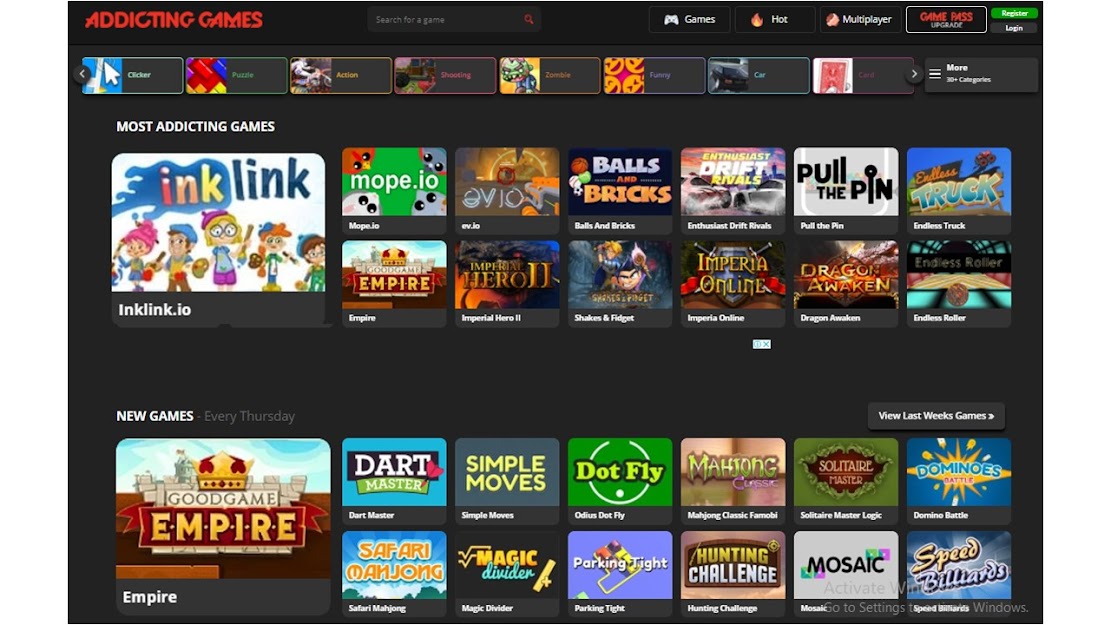 ADDICTING GAMES
Search for a game
Games
Hot
Multiplayer
GAME PASS
UPGRADE
Register
Login
Clicker
Puzzle
Action
Shooting
Zombie
Funny
Car
Card
More
30+ Categories
MOST ADDICTING GAMES
inklink
Inklink.io
mope.io
Mope.io
evio
ev.io
BALLS
AND
BRICKS
Balls And Bricks
ENTHUSIAST
DRIFT
RIVALS
Enthusiast Drift Rivals
PULL
THE PIN
Pull the Pin
Endless
TRUCK
Endless Truck
GOODGAME
EMPIRE
Empire
IMPERIAL
HERO II
Imperial Hero II
SHAKES & FIDGET
Shakes & Fidget
IMPERIA
ONLINE
Imperia Online
DRAGON
AWAKEN
Dragon Awaken
Endless Roller
Endless Roller
NEW GAMES - Every Thursday
View Last Weeks Games »
GOODGAME
EMPIRE
Empire
DART
MASTER
Dart Master
SIMPLE
MOVES
Simple Moves
DOT FLY
Odius Dot Fly
MAHJONG
CLASSIC
Mahjong Classic Famobi
SOLITAIRE
MASTER
Solitaire Master Logic
DOMINOES
BATTLE
Domino Battle
SAFARI
MAHJONG
Safari Mahjong
MAGIC
divider
Magic Divider
Parking Tight
Parking Tight
HUNTING
CHALLENGE
Hunting Challenge
MOSAIC
Mosaic
Speed
Billiards
Speed Billiards
Activate Windows
Go to Settings to activate Windows.